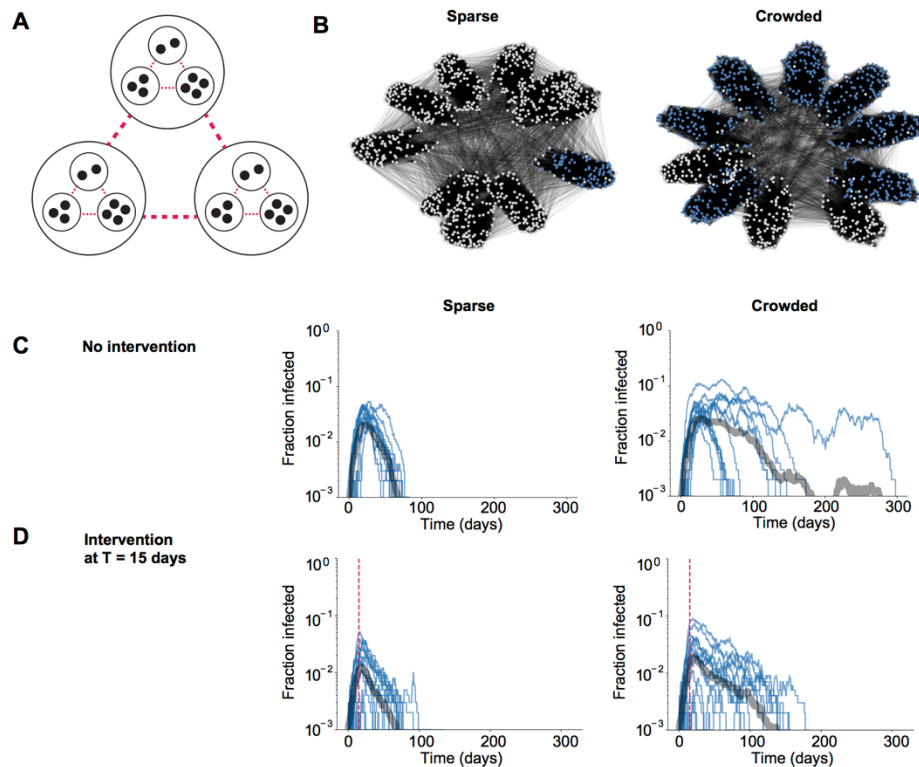 A
B
Sparse
Crowded
Sparse
Crowded
C
No intervention
Fraction infected
10^0
10^-1
10^-2
10^-3
0
100
200
300
Time (days)
Fraction infected
10^0
10^-1
10^-2
10^-3
0
100
200
300
Time (days)
D
Intervention
at T = 15 days
Fraction infected
10^0
10^-1
10^-2
10^-3
0
100
200
300
Time (days)
Fraction infected
10^0
10^-1
10^-2
10^-3
0
100
200
300
Time (days)